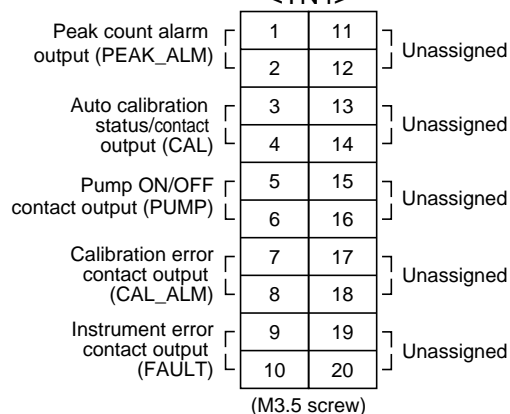 Peak count alarm
output (PEAK_ALM)
1 11
2 12
Unassigned
Auto calibration
status/contact
output (CAL)
3 13
4 14
Unassigned
Pump ON/OFF
contact output (PUMP)
5 15
6 16
Unassigned
Calibration error
contact output
(CAL_ALM)
7 17
8 18
Unassigned
Instrument error
contact output
(FAULT)
9 19
10 20
Unassigned
(M3.5 screw)